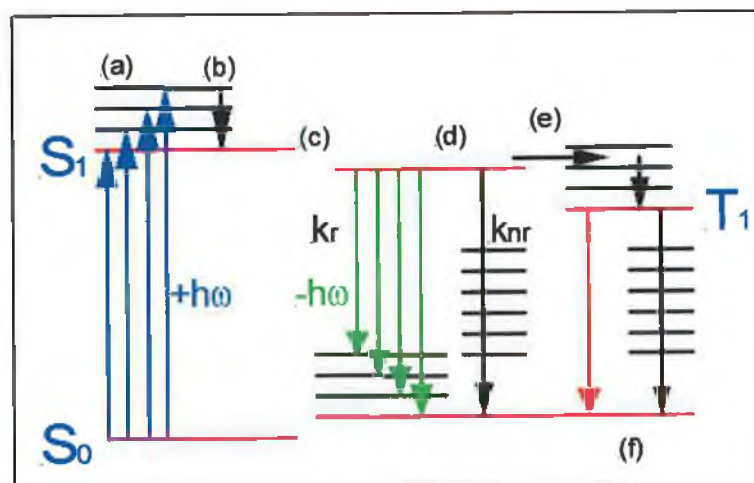 (a) (b)
(c) (d) (e)
S1
T1
kr knr
+hω -hω
S0
(f)